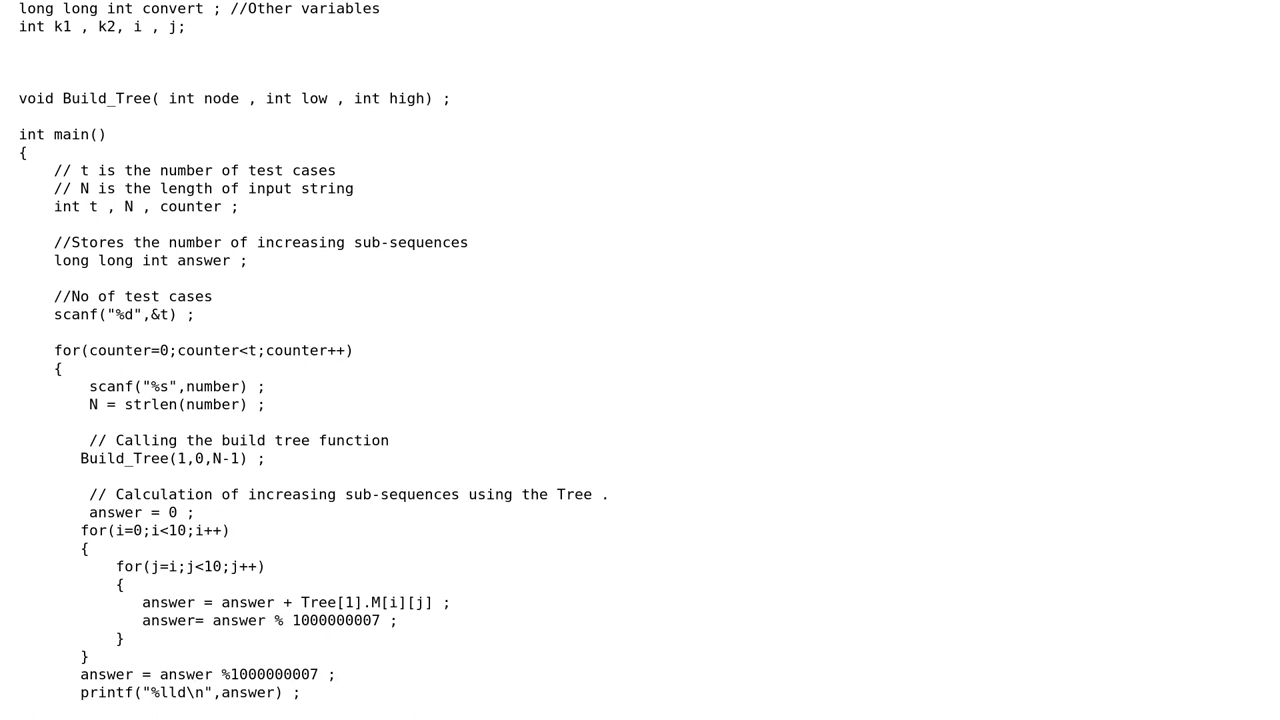 long long int convert ; //Other variables
int k1 , k2, i , j;
void Build_Tree( int node , int low , int high) ;
int main()
{
// t is the number of test cases
// N is the length of input string
int t , N , counter ;
//Stores the number of increasing sub-sequences
long long int answer ;
//No of test cases
scanf("%d",&t) ;
for(counter=0;counter<t;counter++)
{
scanf("%s",number) ;
N = strlen(number) ;
// Calling the build tree function
Build_Tree(1,0,N-1) ;
// Calculation of increasing sub-sequences using the Tree .
answer = 0 ;
for(i=0;i<10;i++)
{
for(j=i;j<10;j++)
{
answer = answer + Tree[1].M[i][j] ;
answer= answer % 1000000007 ;
}
}
answer = answer %1000000007 ;
printf("%lld\n",answer) ;